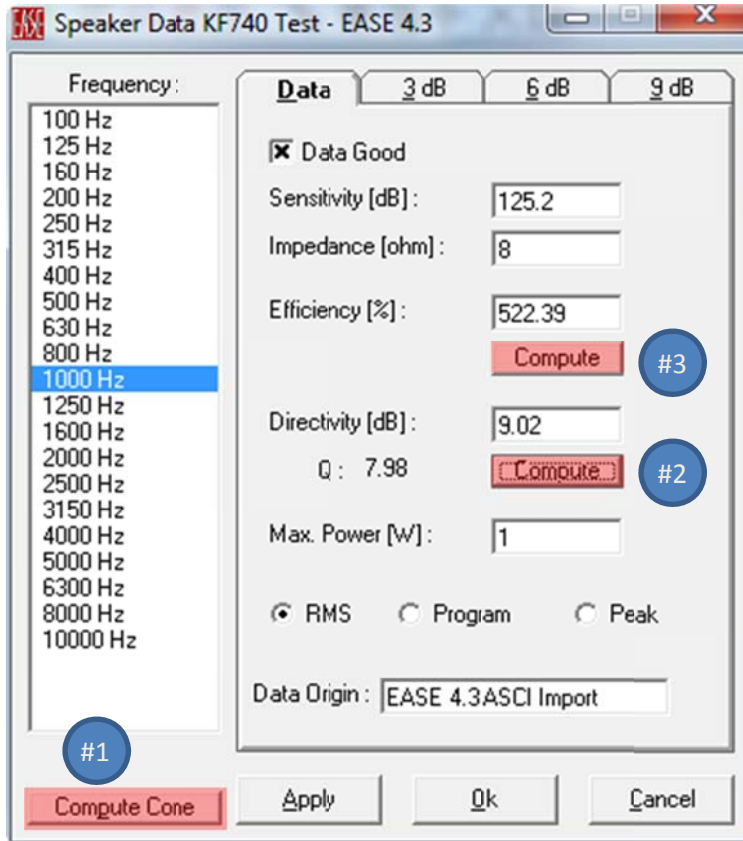 EASE Speaker Data KF740 Test - EASE 4.3
Frequency:
100 Hz
125 Hz
160 Hz
200 Hz
250 Hz
315 Hz
400 Hz
500 Hz
630 Hz
800 Hz
1000 Hz
1250 Hz
1600 Hz
2000 Hz
2500 Hz
3150 Hz
4000 Hz
5000 Hz
6300 Hz
8000 Hz
10000 Hz
#1
Compute Cone
Data 3 dB 6 dB 9 dB
Data Good
Sensitivity [dB] : 125.2
Impedance [ohm] : 8
Efficiency [%] : 522.39
Compute #3
Directivity [dB] : 9.02
Q : 7.98 Compute #2
Max. Power [W] : 1
RMS Program Peak
Data Origin : EASE 4.3ASCI Import
Apply Ok Cancel